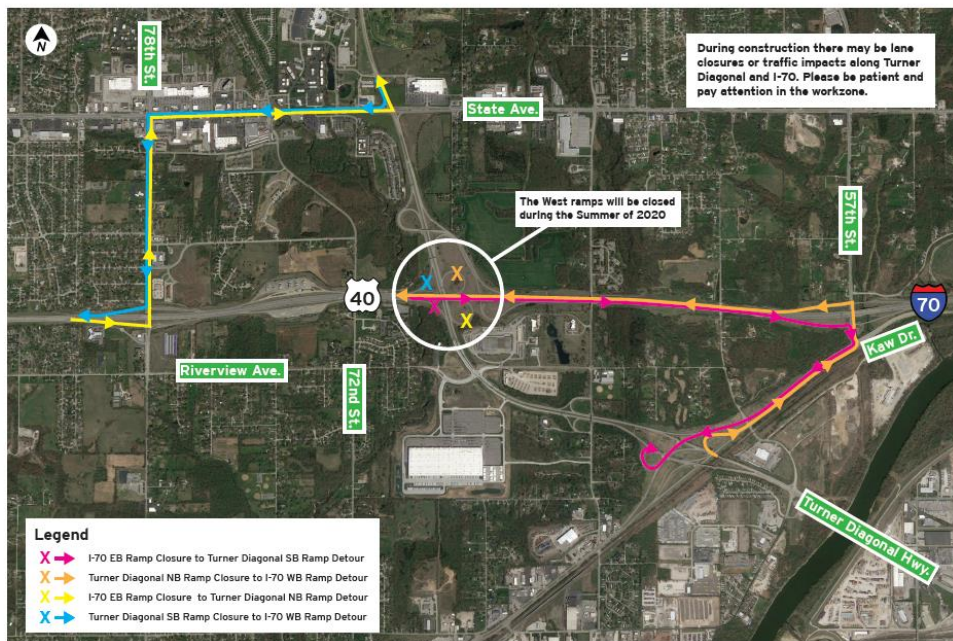 N
78th St.
During construction there may be lane
closures or traffic impacts along Turner
Diagonal and I-70. Please be patient and
pay attention in the workzone.
State Ave.
The West ramps will be closed
during the Summer of 2020
57th St.
40
70
Kaw Dr.
Riverview Ave.
72nd St.
Turner Diagonal Hwy.
Legend
X I-70 EB Ramp Closure to Turner Diagonal SB Ramp Detour
X Turner Diagonal NB Ramp Closure to I-70 WB Ramp Detour
X I-70 EB Ramp Closure to Turner Diagonal NB Ramp Detour
X Turner Diagonal SB Ramp Closure to I-70 WB Ramp Detour